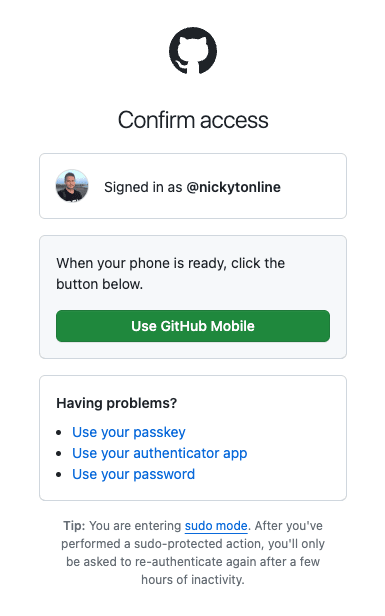 Confirm access
Signed in as @nickytonline
When your phone is ready, click the
button below.
Use GitHub Mobile
Having problems?
• Use your passkey
• Use your authenticator app
• Use your password
Tip: You are entering sudo mode. After you've
performed a sudo-protected action, you'll only
be asked to re-authenticate again after a few
hours of inactivity.